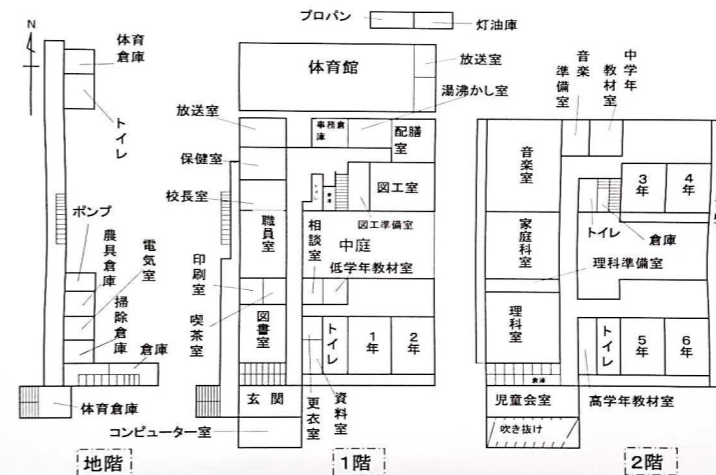 N
体育倉庫
トイレ
ポンプ
農具倉庫
電気室
掃除倉庫
倉庫
体育倉庫
地階
プロパン
灯油庫
体育館
放送室
湯沸かし室
放送室
事務倉庫
配膳室
保健室
校長室
トイレ
図工室
図工準備室
職員室
相談室
中庭
低学年教材室
印刷室
喫茶室
図書室
トイレ
1年
2年
玄関
更衣室
資料室
コンピューター室
1階
音楽準備室
中学年教材室
音楽室
3年
4年
トイレ
倉庫
家庭科室
理科準備室
理科室
トイレ
5年
6年
倉庫
児童会室
高学年教材室
吹き抜け
2階